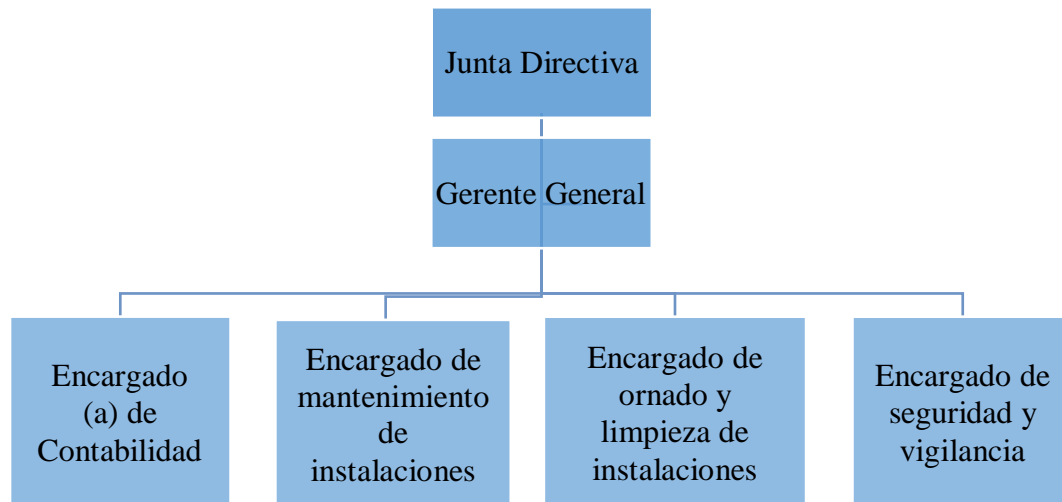 Junta Directiva
Gerente General
Encargado
(a) de
Contabilidad
Encargado de
mantenimiento
de
instalaciones
Encargado de
ornado y
limpieza de
instalaciones
Encargado de
seguridad y
vigilancia